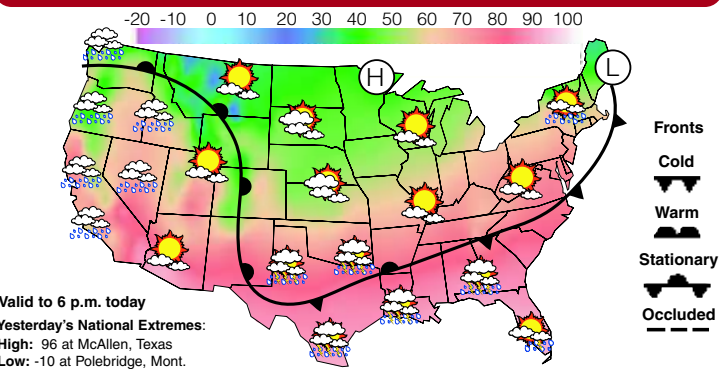 -20 -10 0 10 20 30 40 50 60 70 80 90 100
H
L
Fronts
Cold
Warm
Stationary
Occluded
Valid to 6 p.m. today
Yesterday’s National Extremes:
High: 96 at McAllen, Texas
Low: -10 at Polebridge, Mont.